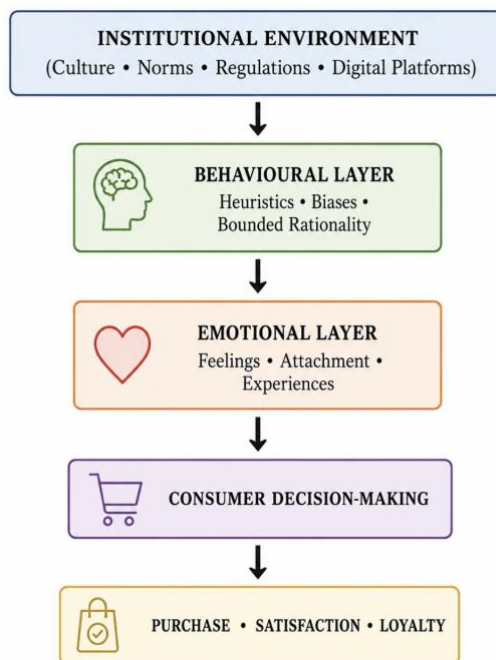 INSTITUTIONAL ENVIRONMENT
(Culture • Norms • Regulations • Digital Platforms)
BEHAVIOURAL LAYER
Heuristics • Biases •
Bounded Rationality
EMOTIONAL LAYER
Feelings • Attachment •
Experiences
CONSUMER DECISION-MAKING
PURCHASE • SATISFACTION • LOYALTY